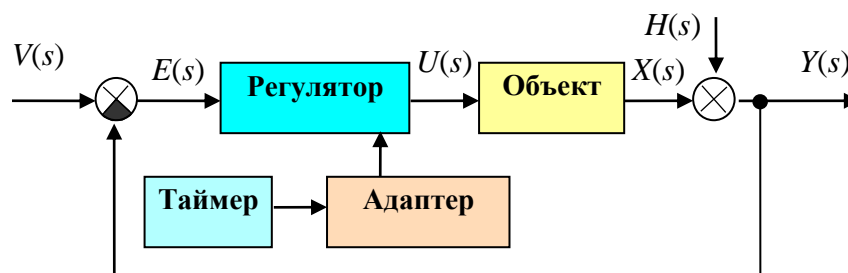 H(s)
V(s) E(s) Регулятор U(s) Объект X(s) Y(s)
Таймер Адаптер